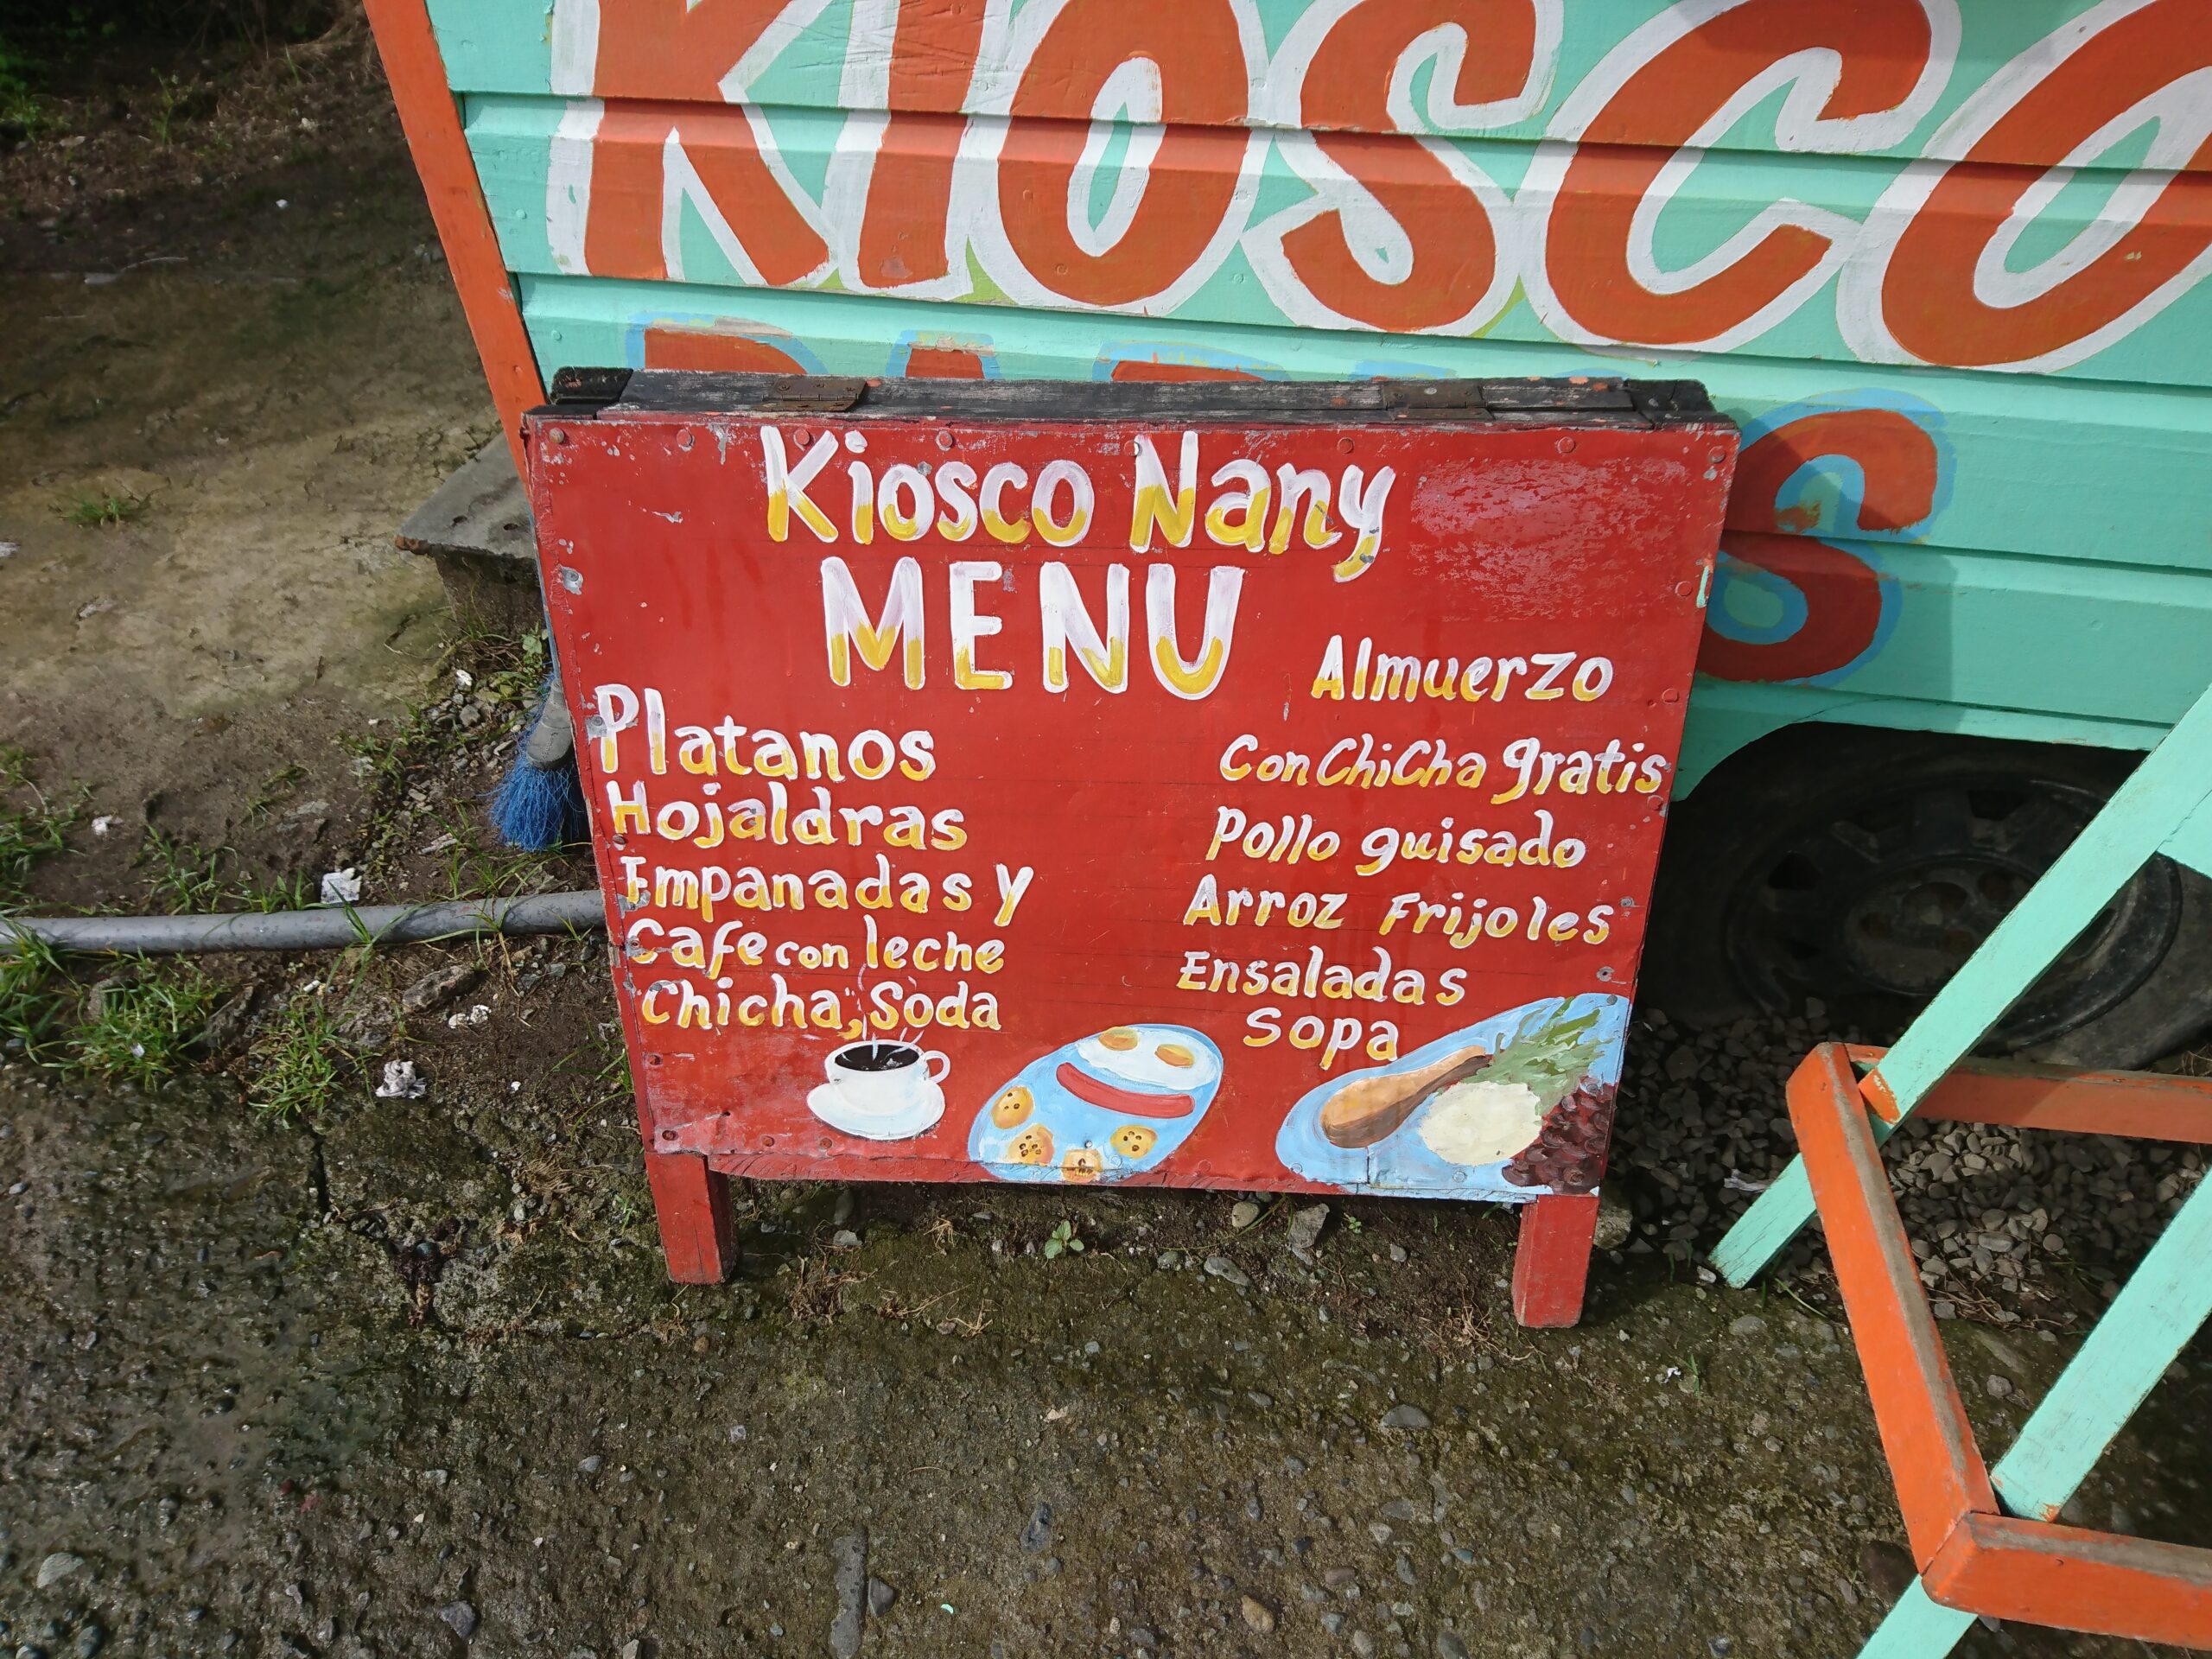 KIOSCO
Kiosco Nany
MENU
Platanos
Hojaldras
Empanadas y
Cafe con leche
Chicha, Soda
Almuerzo
Con ChiCha gratis
Pollo guisado
Arroz Frijoles
Ensaladas
Sopa